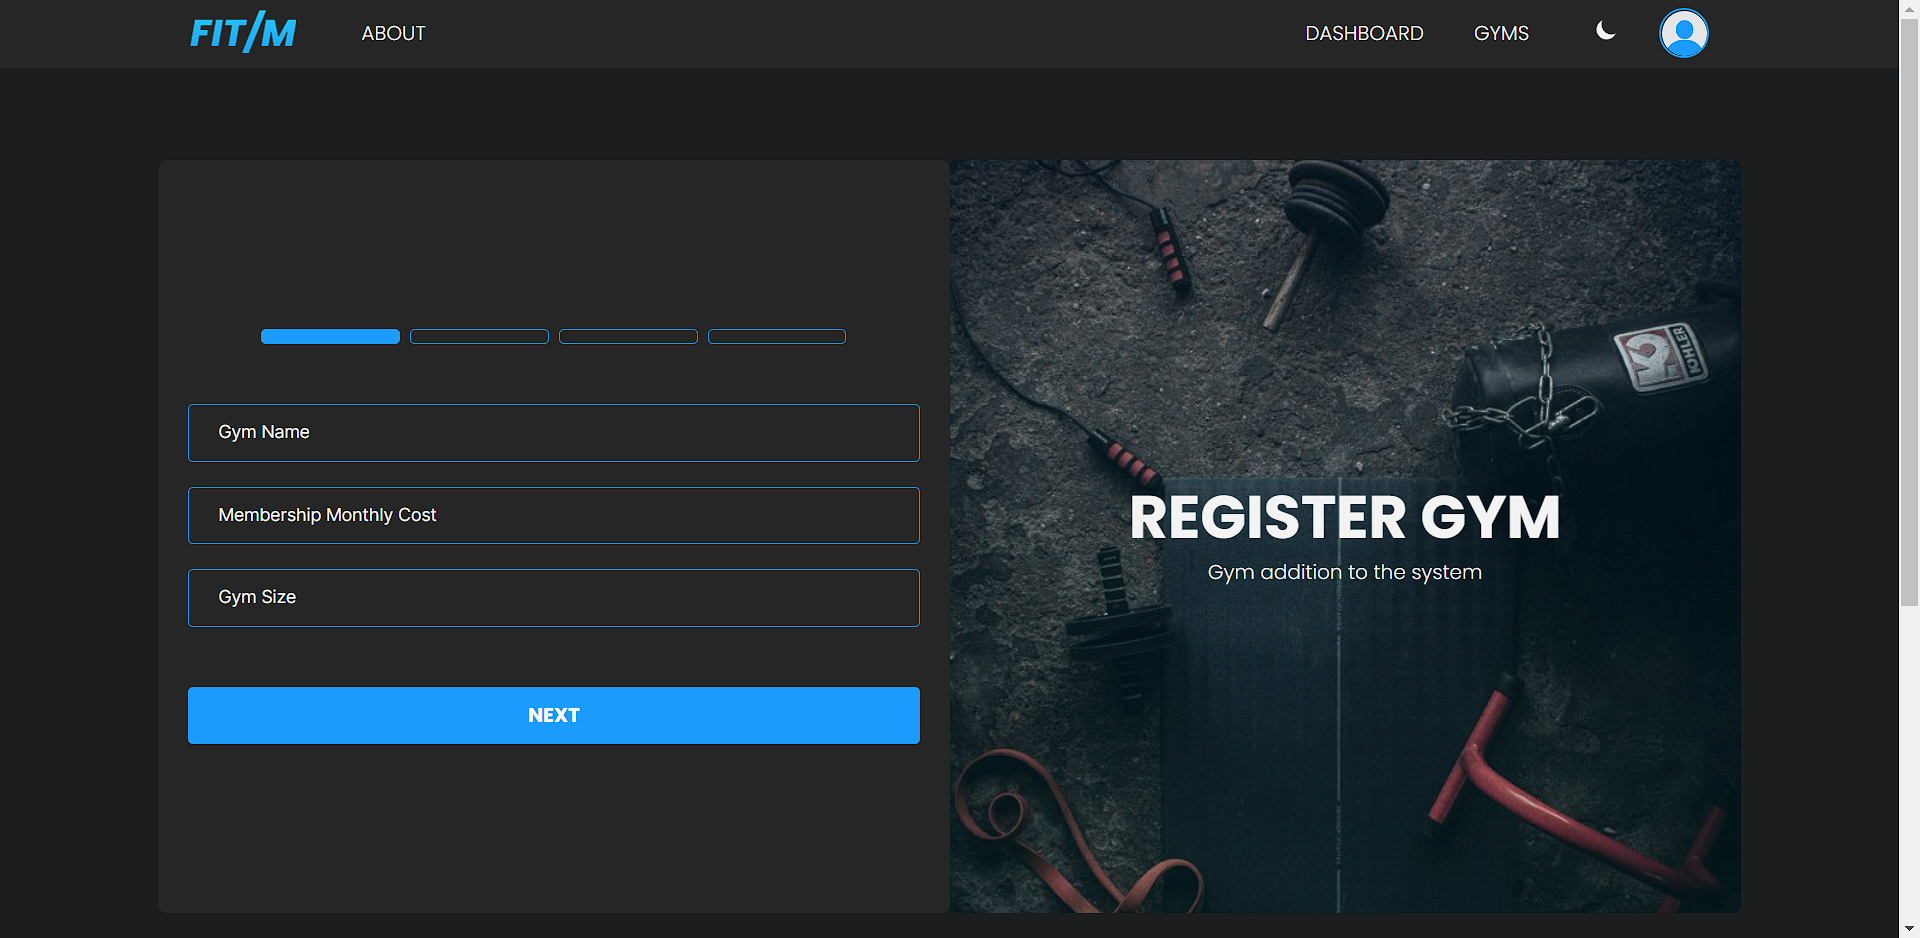 FIT/M
ABOUT
DASHBOARD
GYMS
Gym Name
Membership Monthly Cost
Gym Size
NEXT
KOHLER
REGISTER GYM
Gym addition to the system